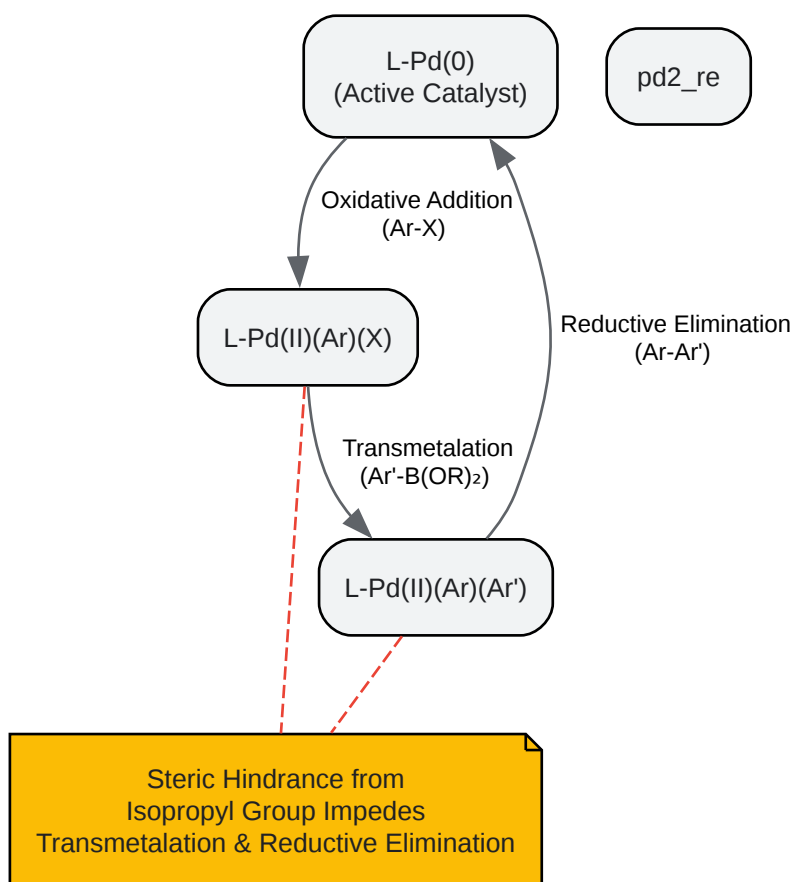 L-Pd(0)
(Active Catalyst)
pd2_re
Oxidative Addition
(Ar-X)
L-Pd(II)(Ar)(X)
Reductive Elimination
(Ar-Ar')
Transmetalation
(Ar'-B(OR)₂)
L-Pd(II)(Ar)(Ar')
Steric Hindrance from
Isopropyl Group Impedes
Transmetalation & Reductive Elimination